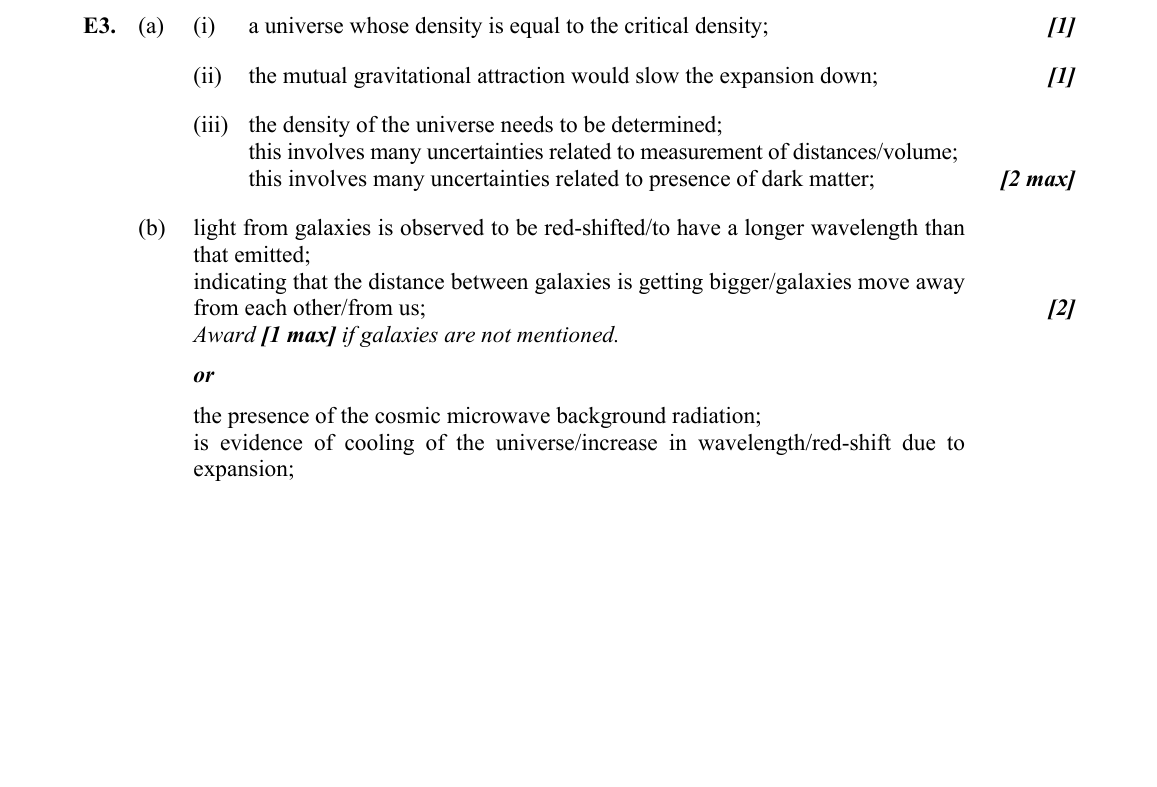 E3. (a) (i) a universe whose density is equal to the critical density; [1]
(ii) the mutual gravitational attraction would slow the expansion down; [1]
(iii) the density of the universe needs to be determined;
this involves many uncertainties related to measurement of distances/volume;
this involves many uncertainties related to presence of dark matter; [2 max]
(b) light from galaxies is observed to be red-shifted/to have a longer wavelength than
that emitted;
indicating that the distance between galaxies is getting bigger/galaxies move away
from each other/from us; [2]
Award [1 max] if galaxies are not mentioned.
or
the presence of the cosmic microwave background radiation;
is evidence of cooling of the universe/increase in wavelength/red-shift due to
expansion;